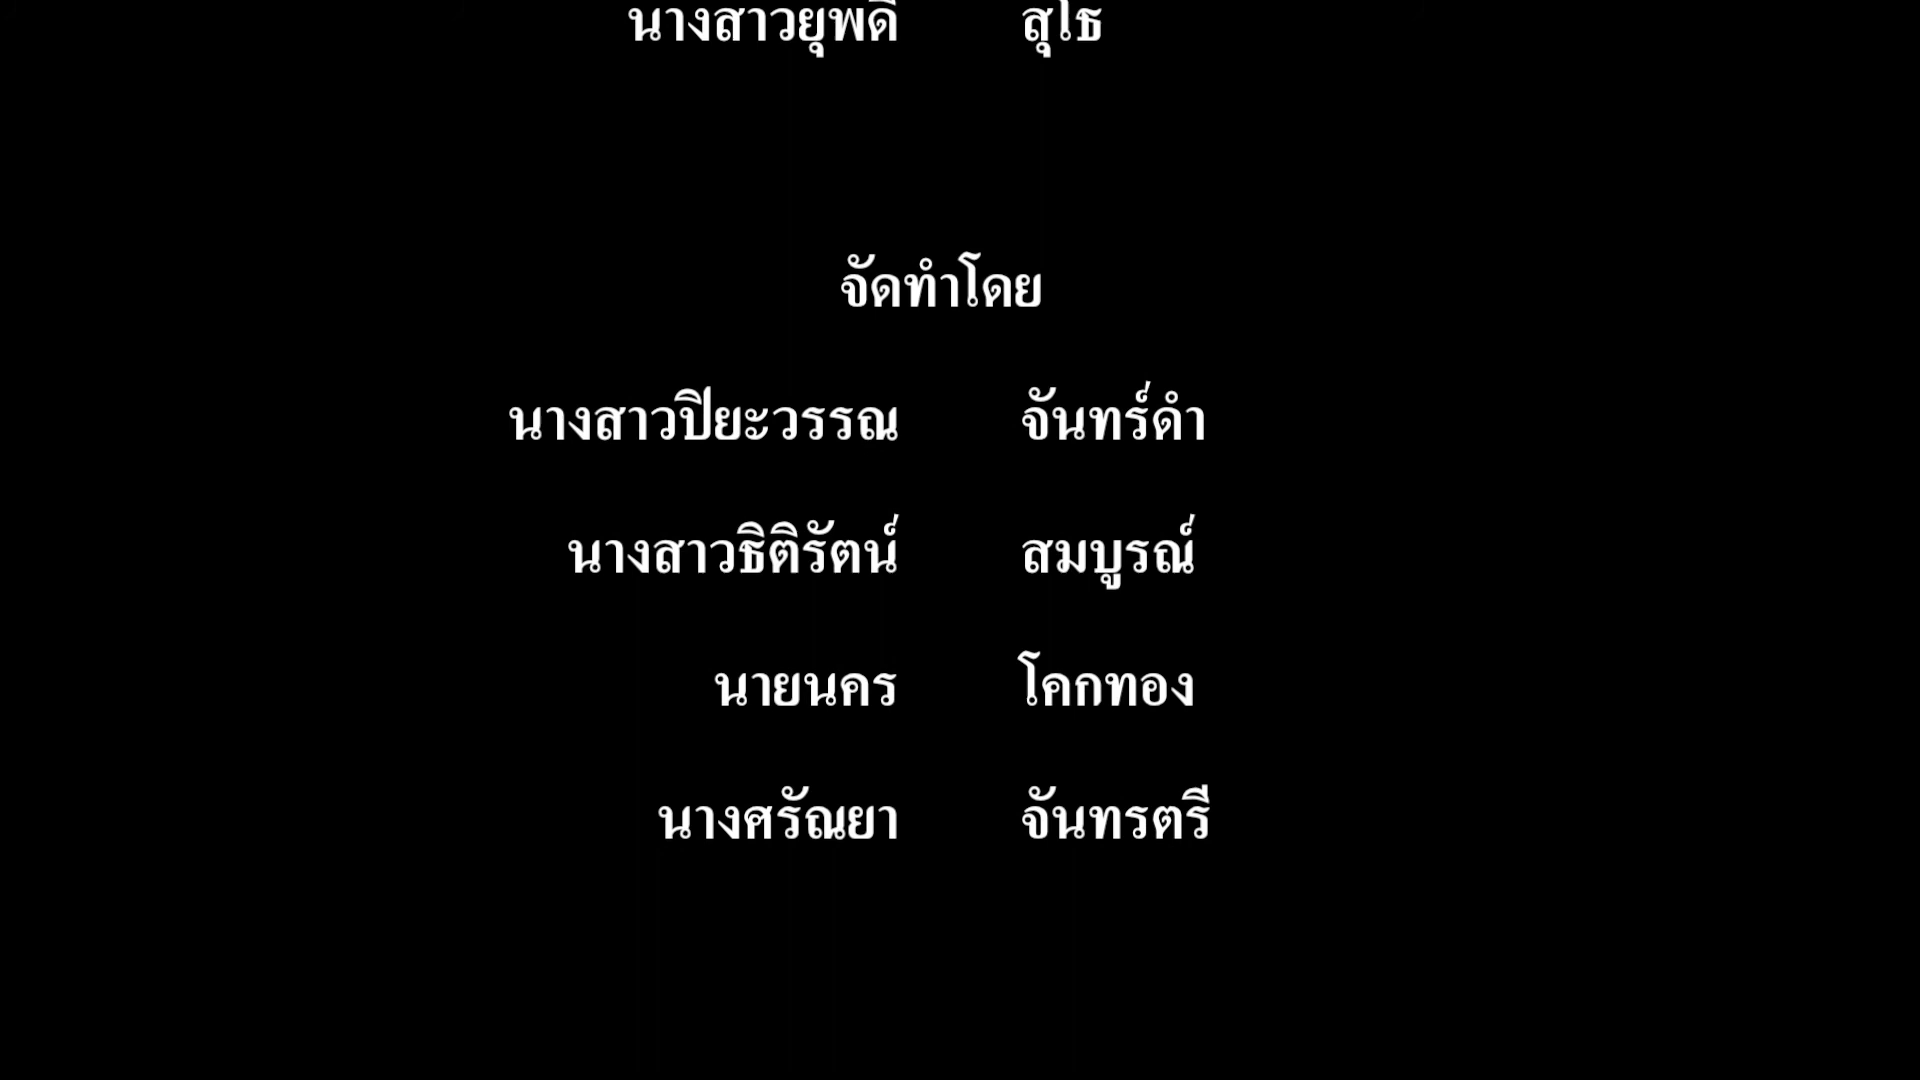 นางสาวยุพดี สุโธ
จัดทำโดย
นางสาวปิยะวรรณ จันทร์ดำ
นางสาวธิติรัตน์ สมบูรณ์
นายนคร โคกทอง
นางศรัณยา จันทรตรี